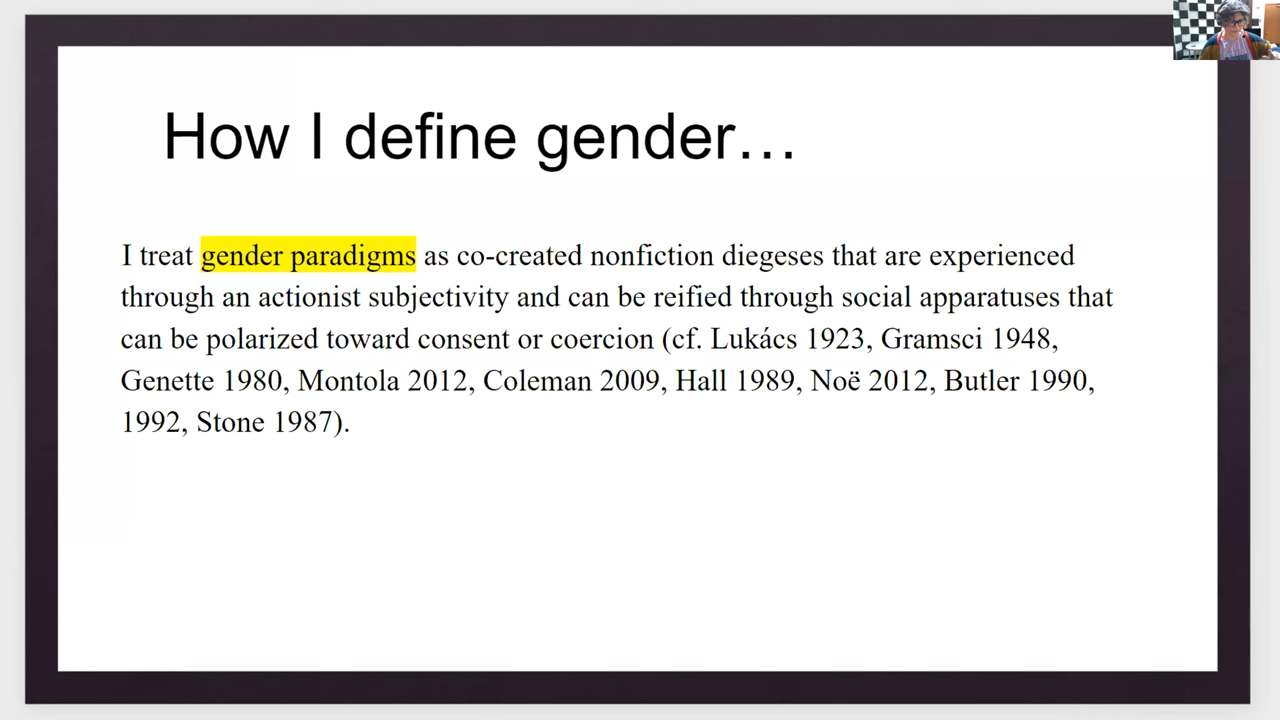 How I define gender…
I treat gender paradigms as co-created nonfiction diegeses that are experienced
through an actionist subjectivity and can be reified through social apparatuses that
can be polarized toward consent or coercion (cf. Lukács 1923, Gramsci 1948,
Genette 1980, Montola 2012, Coleman 2009, Hall 1989, Noë 2012, Butler 1990,
1992, Stone 1987).